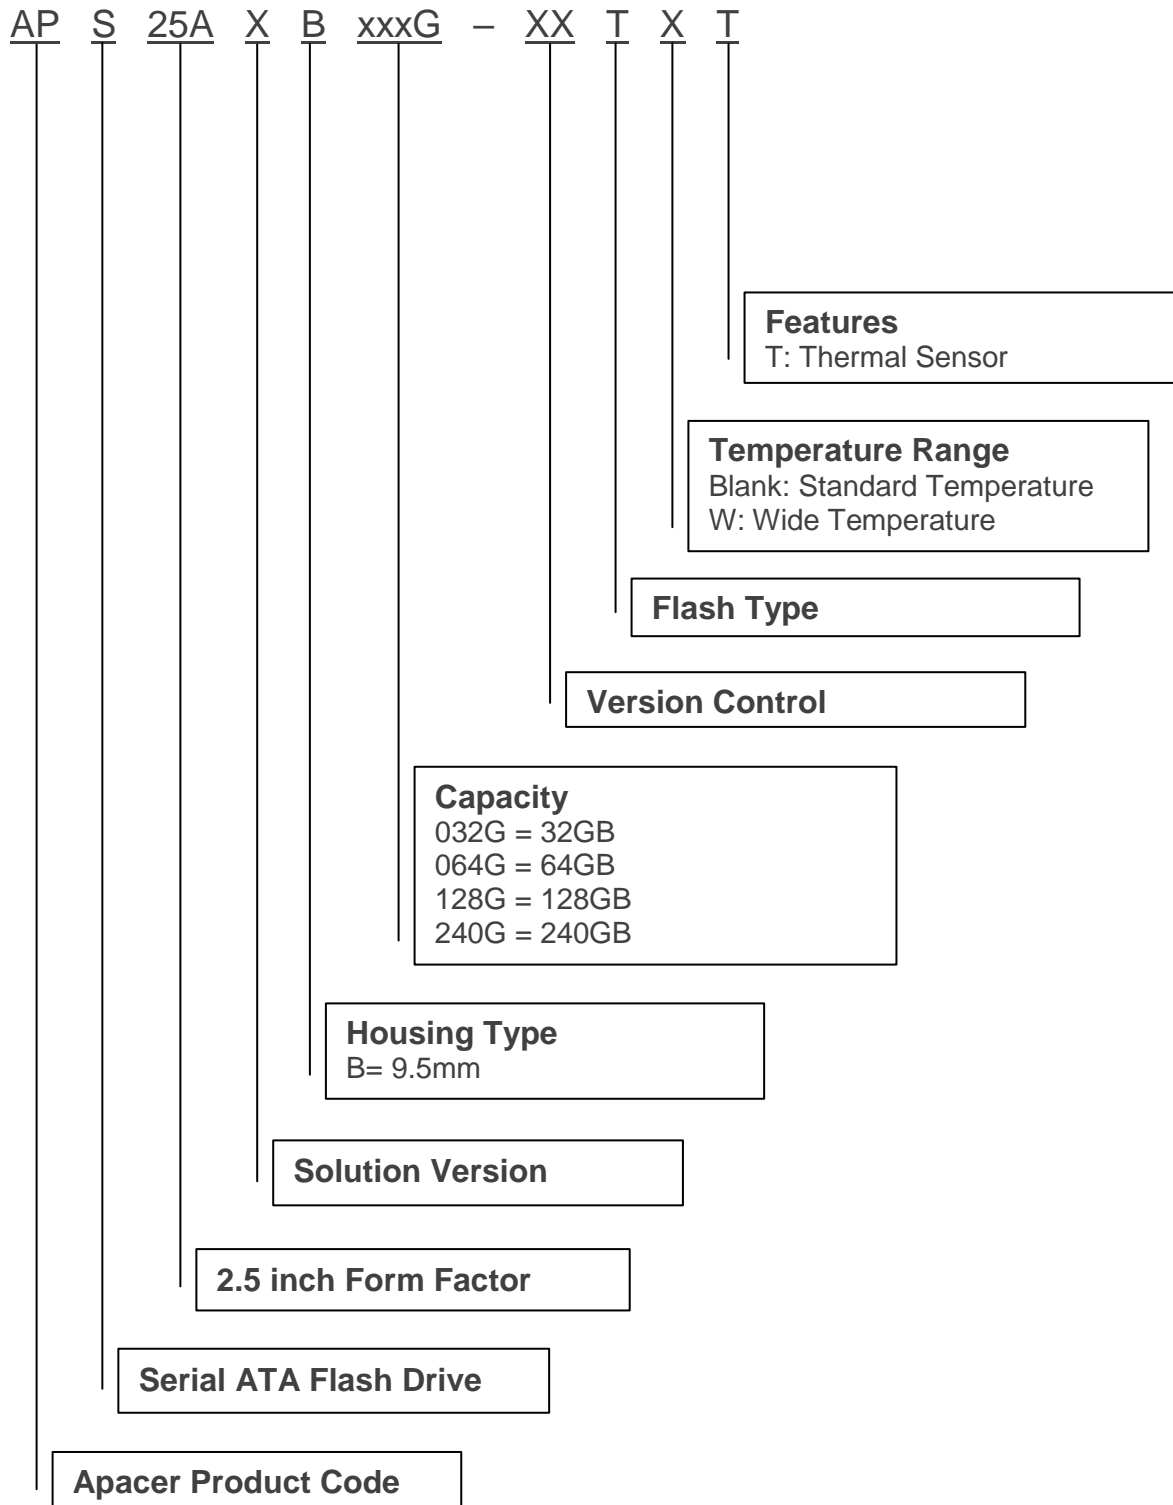 AP S 25A X B xxxG – XX T X T
Features
T: Thermal Sensor
Temperature Range
Blank: Standard Temperature
W: Wide Temperature
Flash Type
Version Control
Capacity
032G = 32GB
064G = 64GB
128G = 128GB
240G = 240GB
Housing Type
B= 9.5mm
Solution Version
2.5 inch Form Factor
Serial ATA Flash Drive
Apacer Product Code